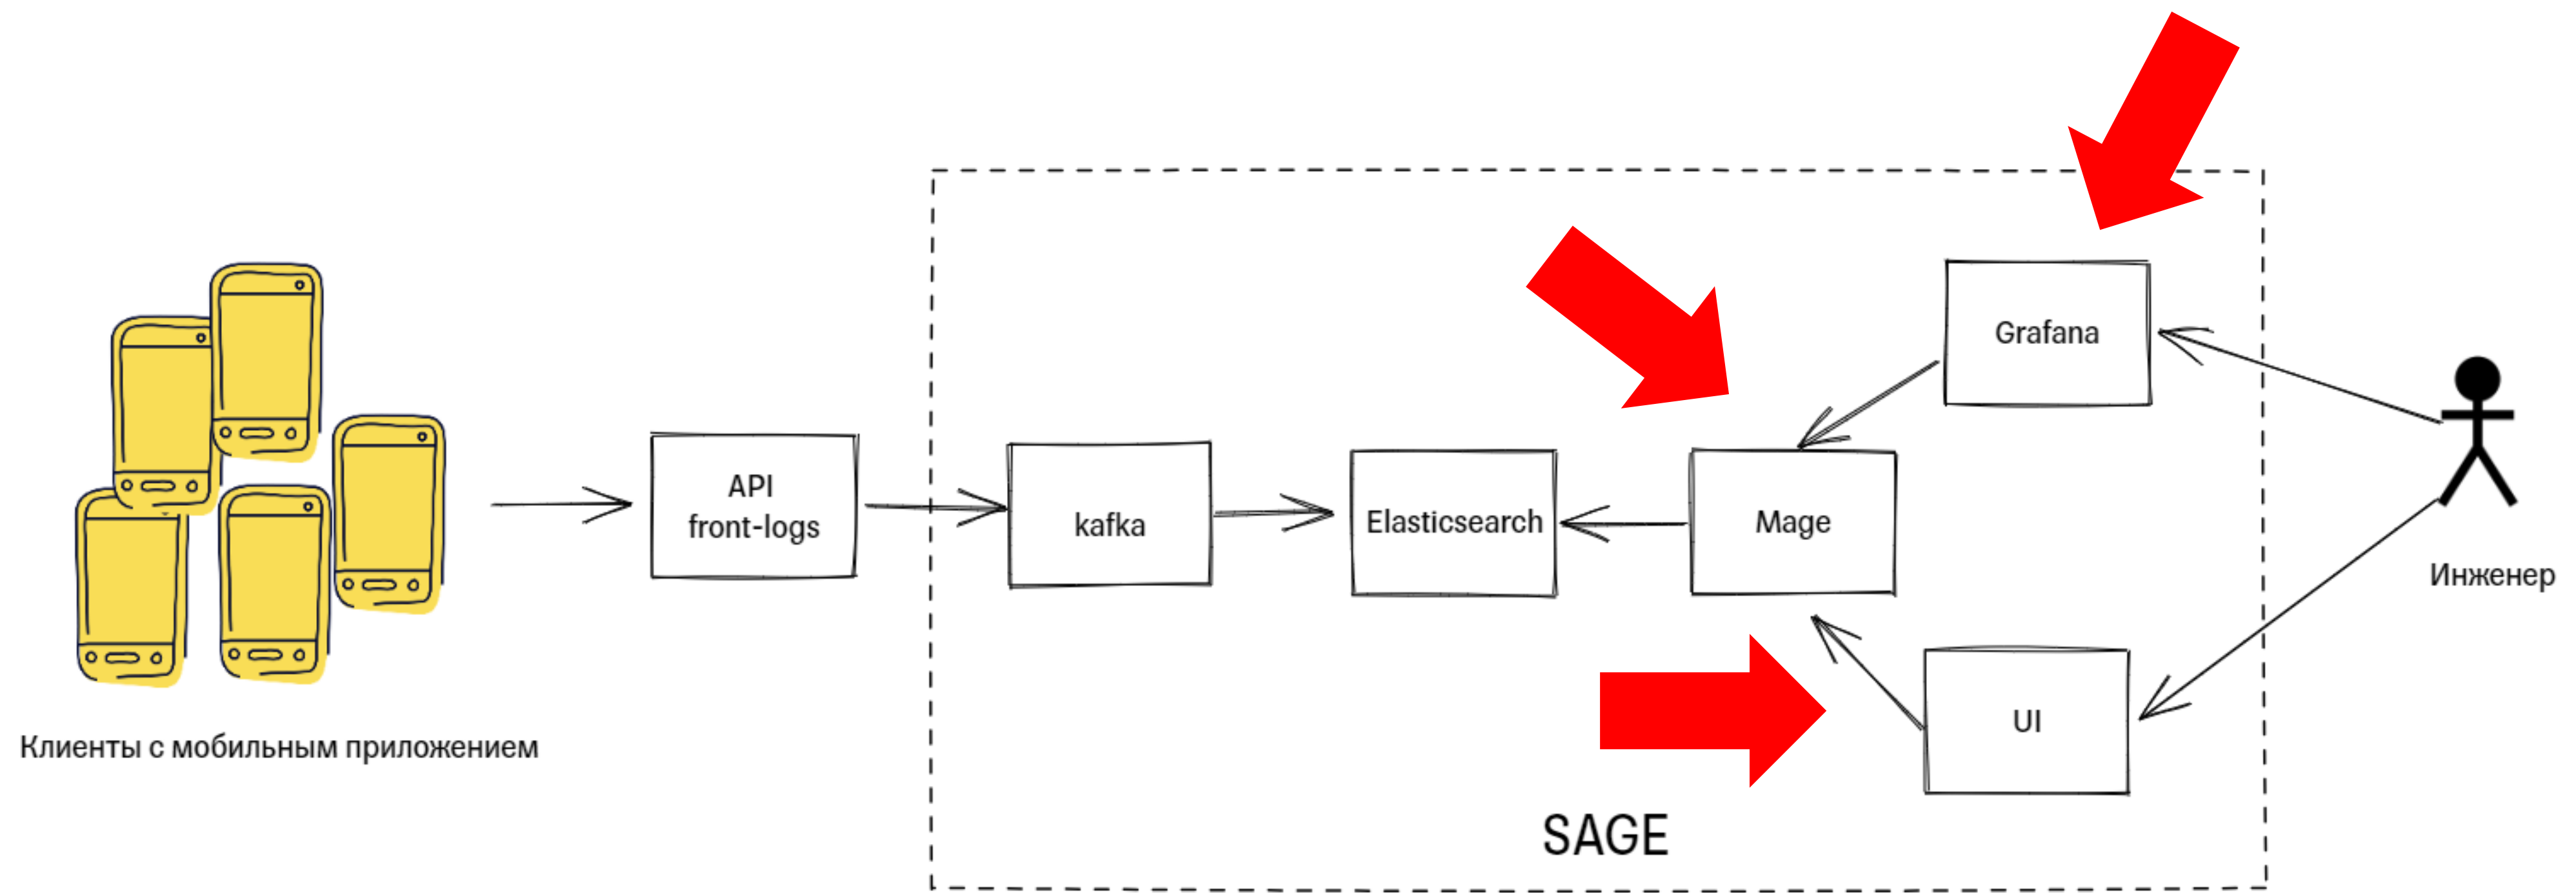 API
front-logs
kafka
Elasticsearch
Mage
Grafana
UI
Инженер
Клиенты с мобильным приложением
SAGE